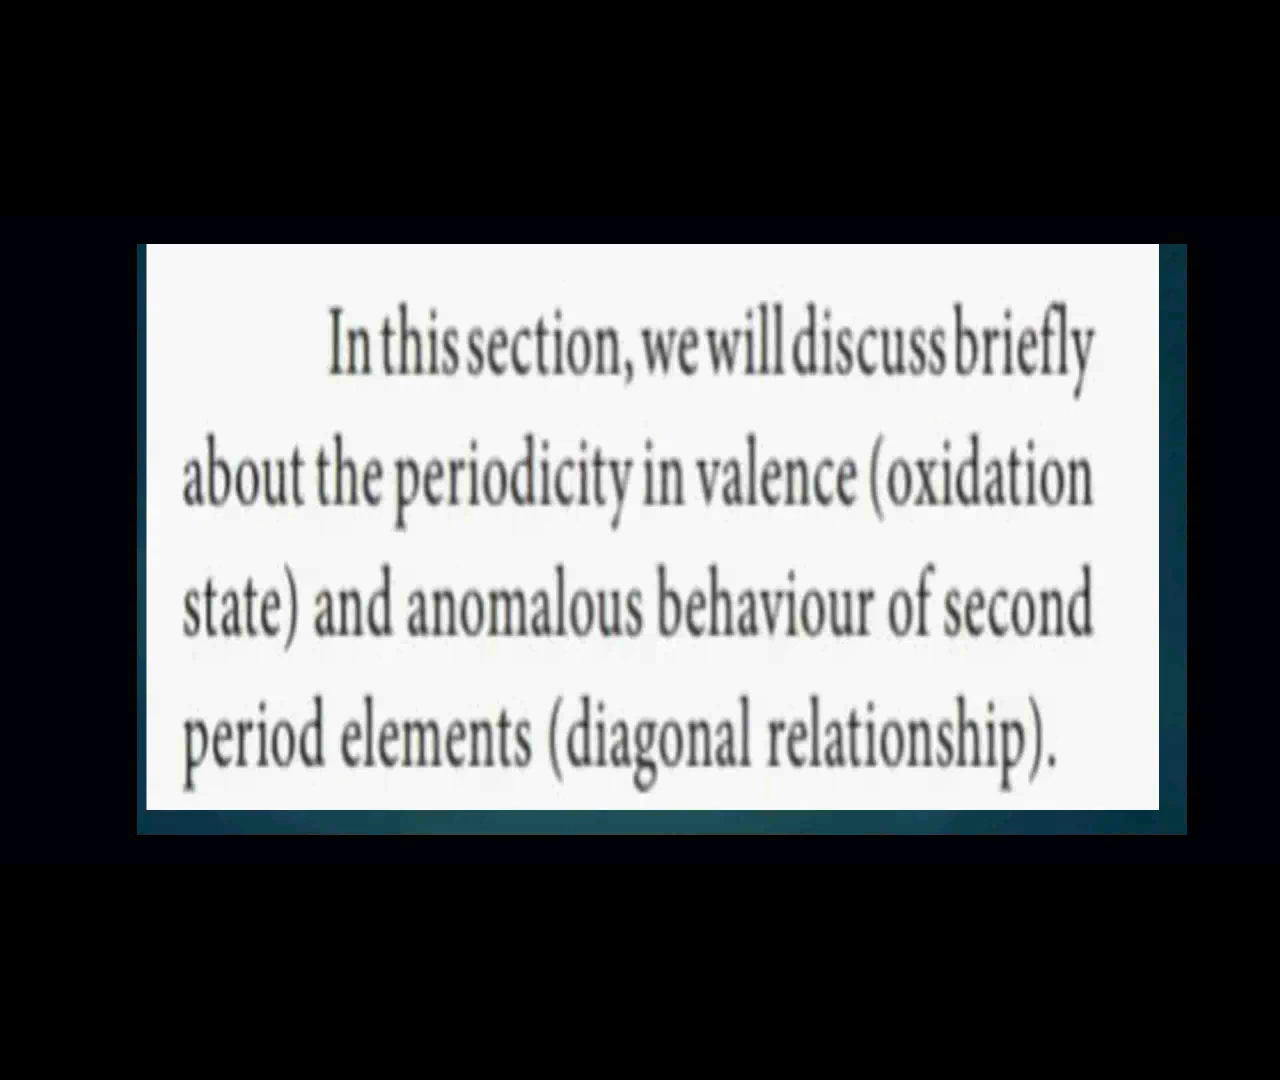 In this section, we will discuss briefly
about the periodicity in valence (oxidation
state) and anomalous behaviour of second
period elements (diagonal relationship).